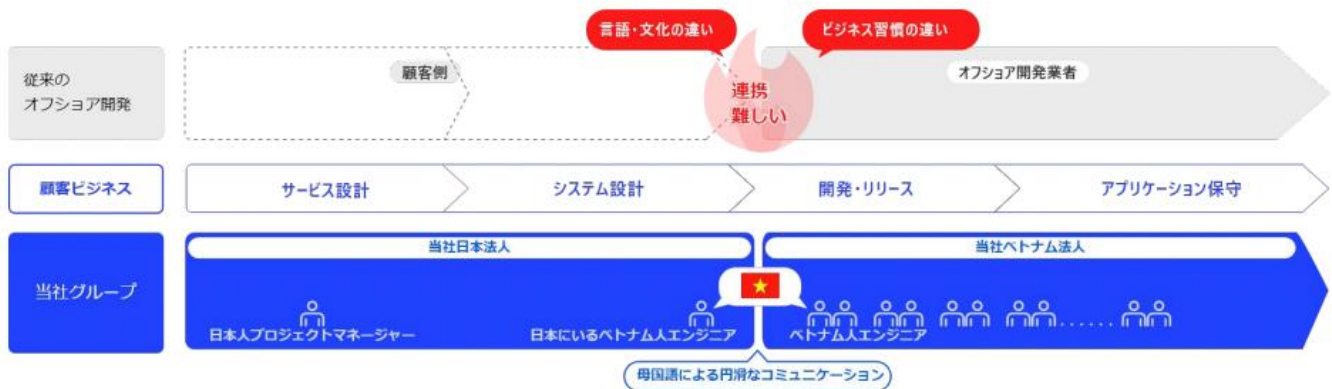 言語・文化の違い
ビジネス習慣の違い
従来の
オフショア開発
顧客側
連携
難しい
オフショア開発業者
顧客ビジネス
サービス設計
システム設計
開発・リリース
アプリケーション保守
当社グループ
当社日本法人
当社ベトナム法人
日本人プロジェクトマネージャー
日本にいるベトナム人エンジニア
ベトナム人エンジニア
......
母国語による円滑なコミュニケーション